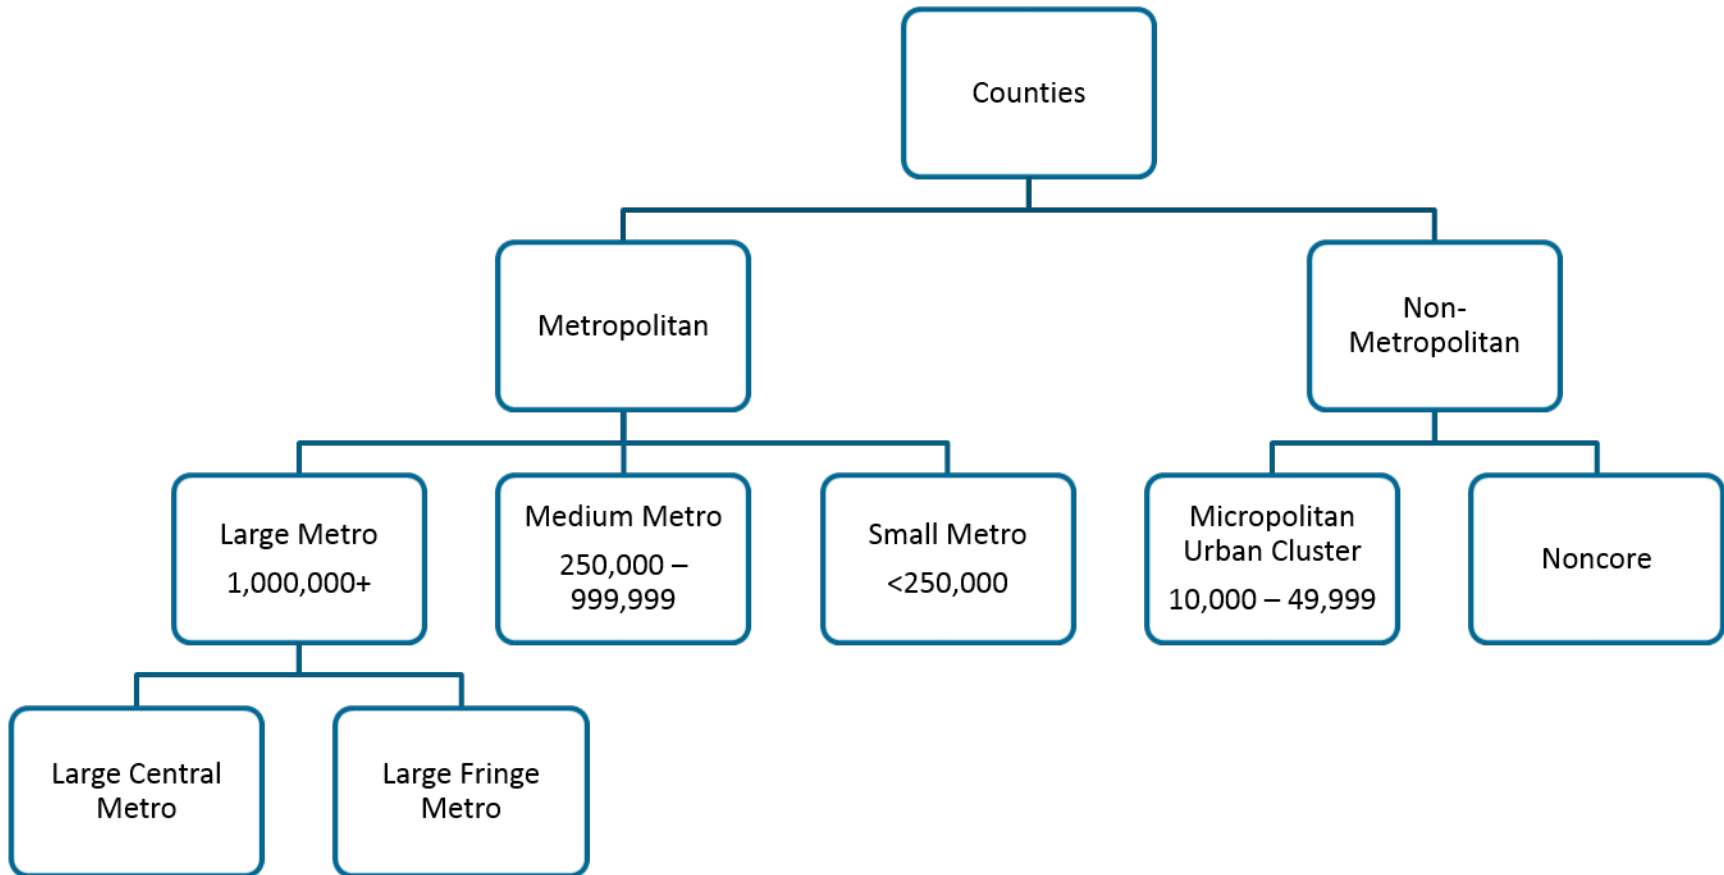 Counties
Metropolitan
Non-
Metropolitan
Large Metro
1,000,000+
Medium Metro
250,000 –
999,999
Small Metro
<250,000
Micropolitan
Urban Cluster
10,000 – 49,999
Noncore
Large Central
Metro
Large Fringe
Metro